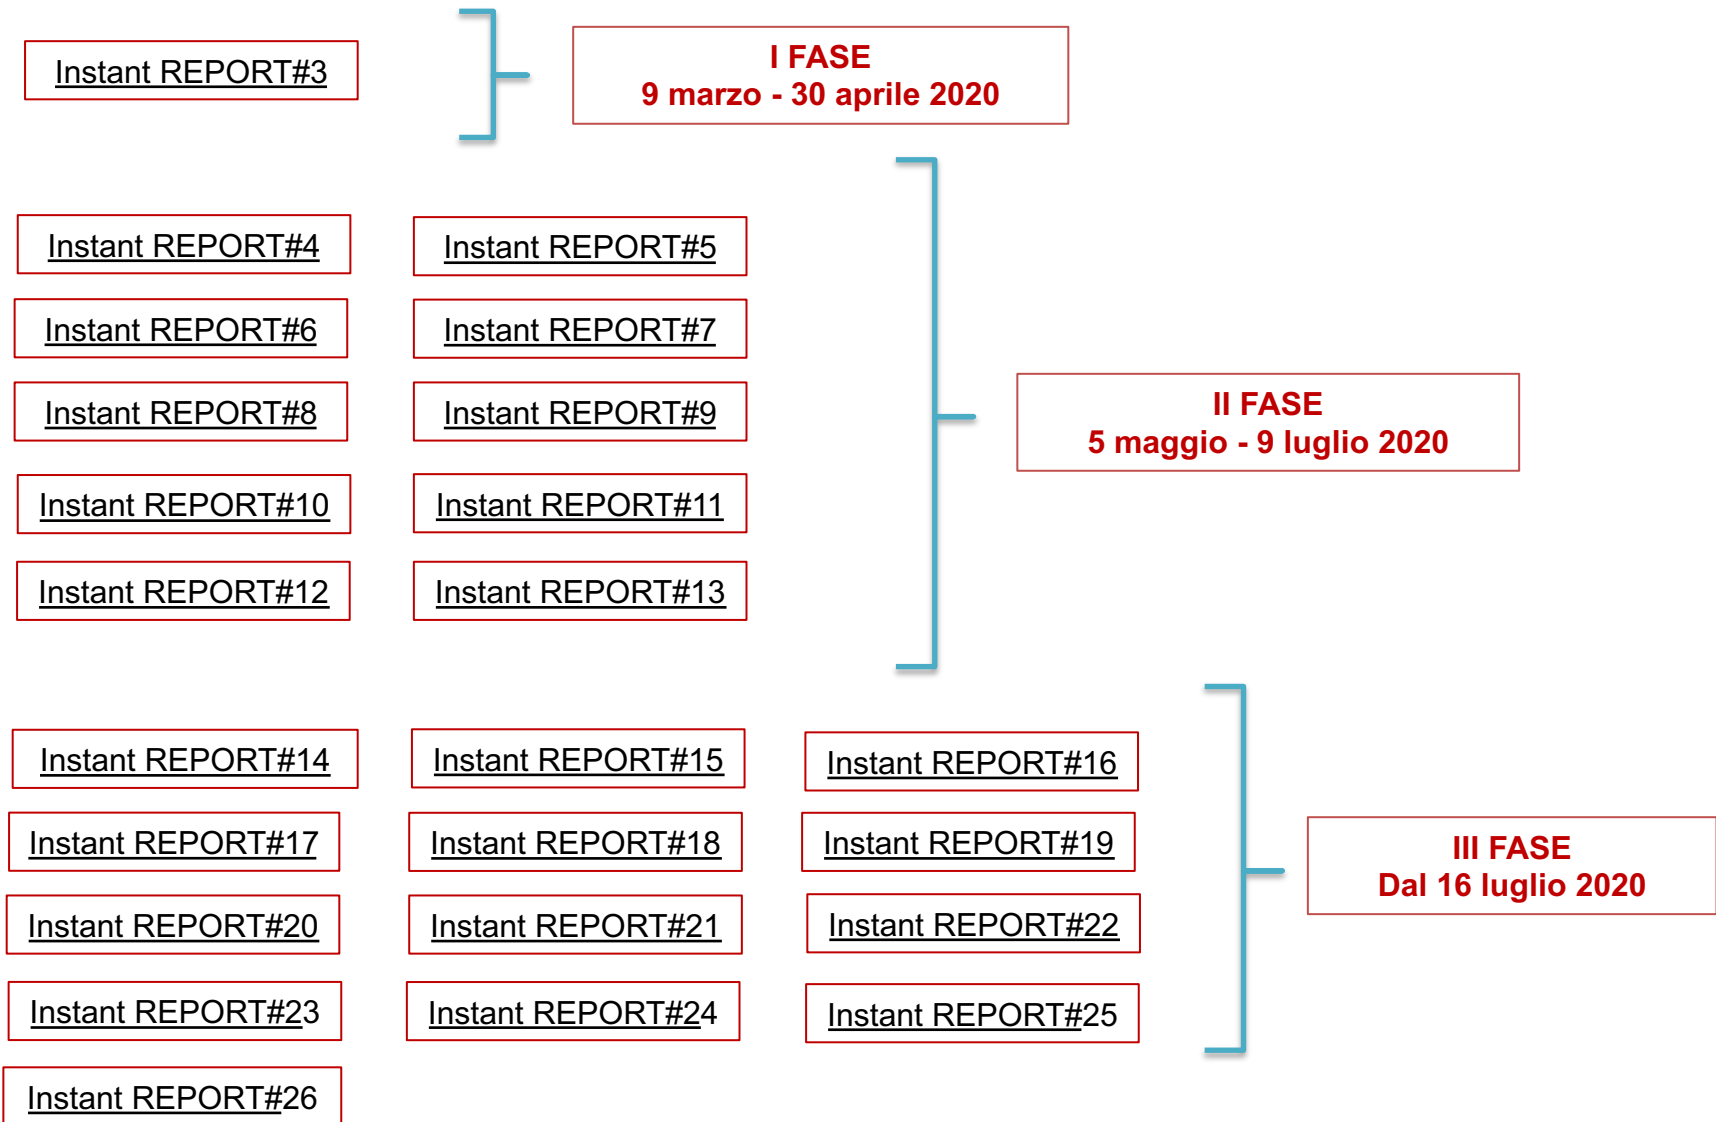 Instant REPORT#3
I FASE
9 marzo - 30 aprile 2020
Instant REPORT#4
Instant REPORT#5
Instant REPORT#6
Instant REPORT#7
Instant REPORT#8
Instant REPORT#9
Instant REPORT#10
Instant REPORT#11
Instant REPORT#12
Instant REPORT#13
II FASE
5 maggio - 9 luglio 2020
Instant REPORT#14
Instant REPORT#15
Instant REPORT#16
Instant REPORT#17
Instant REPORT#18
Instant REPORT#19
Instant REPORT#20
Instant REPORT#21
Instant REPORT#22
Instant REPORT#23
Instant REPORT#24
Instant REPORT#25
Instant REPORT#26
III FASE
Dal 16 luglio 2020